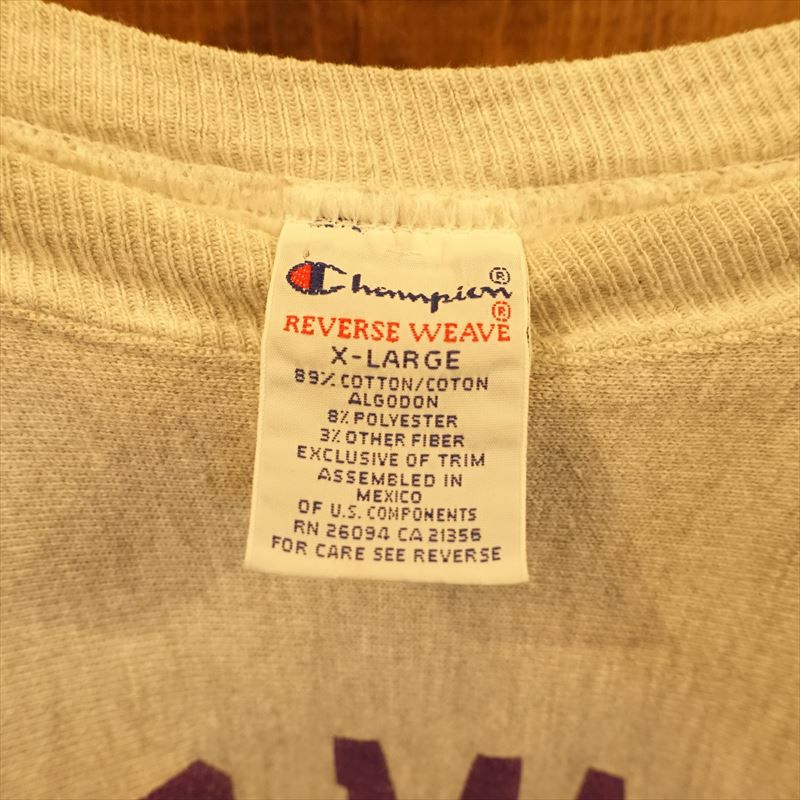 Champion®
REVERSE WEAVE®
X-LARGE
89% COTTON/COTON
ALGODON
8% POLYESTER
3% OTHER FIBER
EXCLUSIVE OF TRIM
ASSEMBLED IN
MEXICO
OF U.S. COMPONENTS
RN 26094 CA 21356
FOR CARE SEE REVERSE